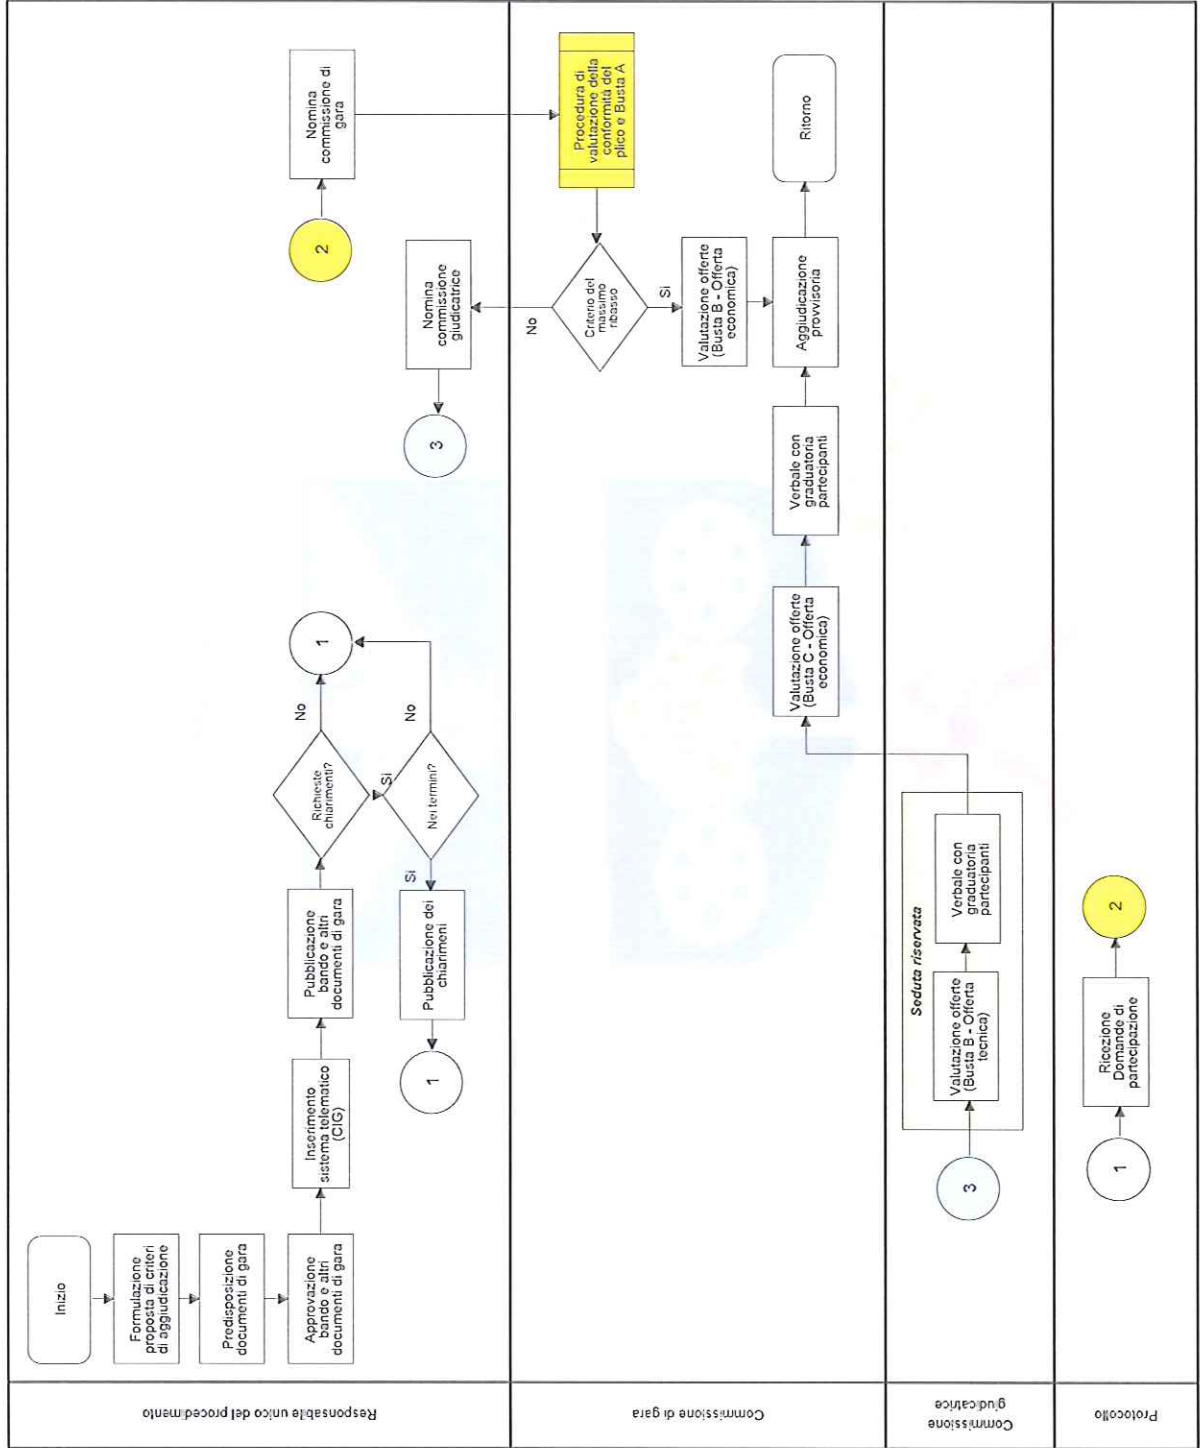 Responsabile unico del procedimento
Inizio
Formulazione
proposta di criteri
di aggiudicazione
Predisposizione
documenti di gara
Approvazione
bando e altri
documenti di gara
Inserimento
sistema telematico
(CIG)
Pubblicazione
bando e altri
documenti di gara
Richieste
chiarimenti?
No
1
Si
Nei termini?
No
Si
Pubblicazione dei
chiarimeni
1
2
Nomina
commissione di
gara
Nomina
commissione
giudicatrice
3
Commissione di gara
Procedura di
valutazione della
conformità del
plico e Busta A
Criterio del
massimo
ribasso
No
Si
Valutazione offerte
(Busta B - Offerta
economica)
Valutazione offerte
(Busta C - Offerta
economica)
Verbale con
graduatoria
partecipanti
Aggiudicazione
provvisoria
Ritorno
Commissione
giudicatrice
Seduta riservata
3
Valutazione offerte
(Busta B - Offerta
tecnica)
Verbale con
graduatoria
partecipanti
Protocollo
1
Ricezione
Domande di
partecipazione
2